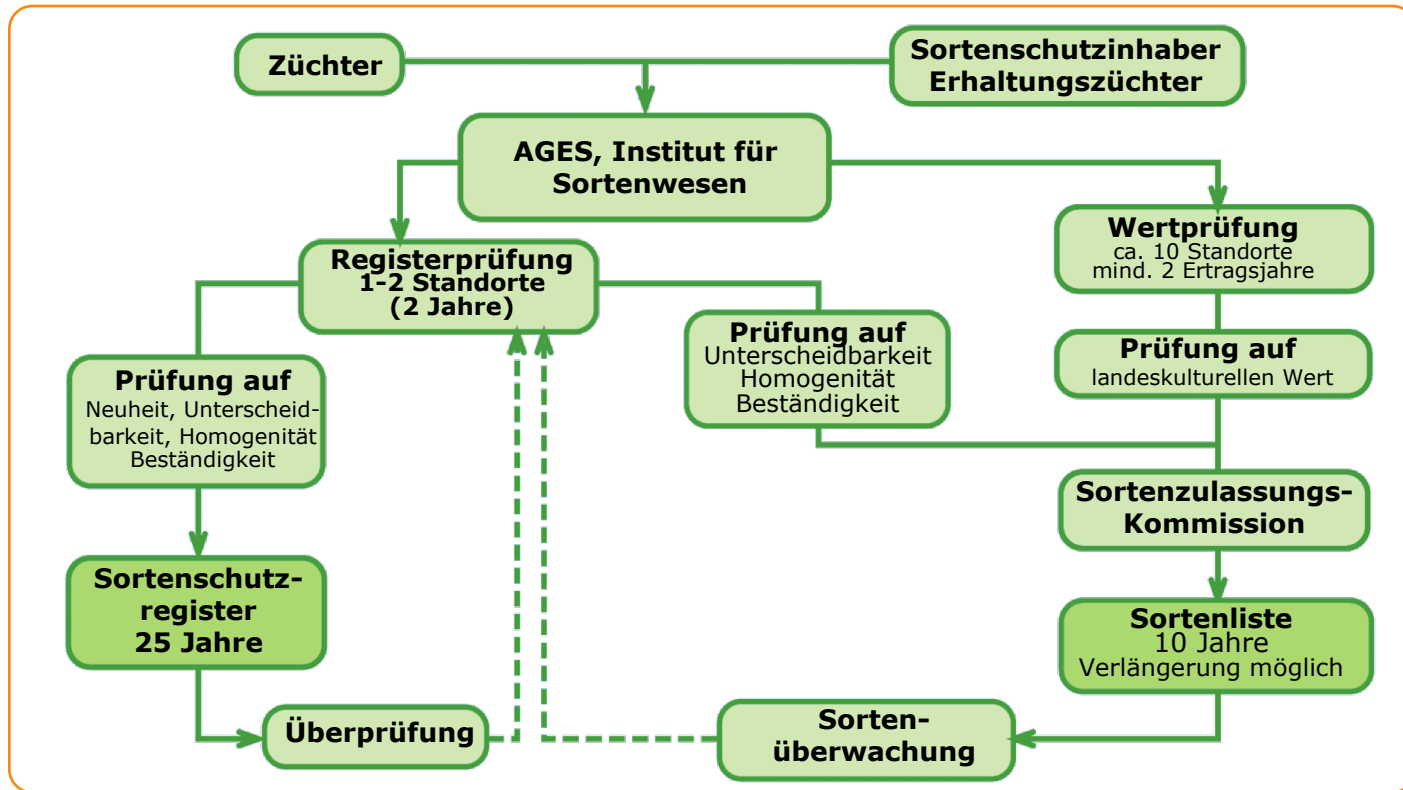 Züchter
Sortenschutzinhaber
Erhaltungszüchter
AGES, Institut für
Sortenwesen
Registerprüfung
1-2 Standorte
(2 Jahre)
Wertprüfung
ca. 10 Standorte
mind. 2 Ertragsjahre
Prüfung auf
Neuheit, Unterscheid-
barkeit, Homogenität
Beständigkeit
Prüfung auf
Unterscheidbarkeit
Homogenität
Beständigkeit
Prüfung auf
landeskulturellen Wert
Sortenzulassungs-
Kommission
Sortenschutz-
register
25 Jahre
Sortenliste
10 Jahre
Verlängerung möglich
Überprüfung
Sorten-
überwachung